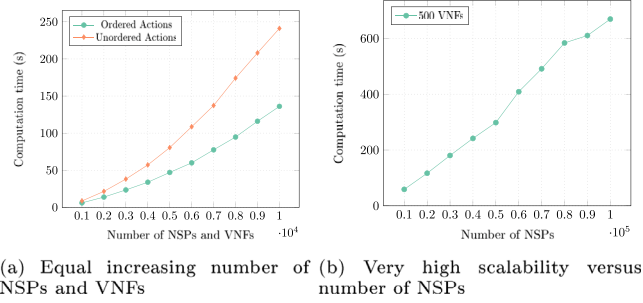 Ordered Actions
Unordered Actions
Computation time (s)
250
200
150
100
50
0
0.1 0.2 0.3 0.4 0.5 0.6 0.7 0.8 0.9 1
·10⁴
Number of NSPs and VNFs
(a) Equal increasing number of
NSPs and VNFs
500 VNFs
Computation time (s)
600
400
200
0
0.1 0.2 0.3 0.4 0.5 0.6 0.7 0.8 0.9 1
·10⁵
Number of NSPs
(b) Very high scalability versus
number of NSPs